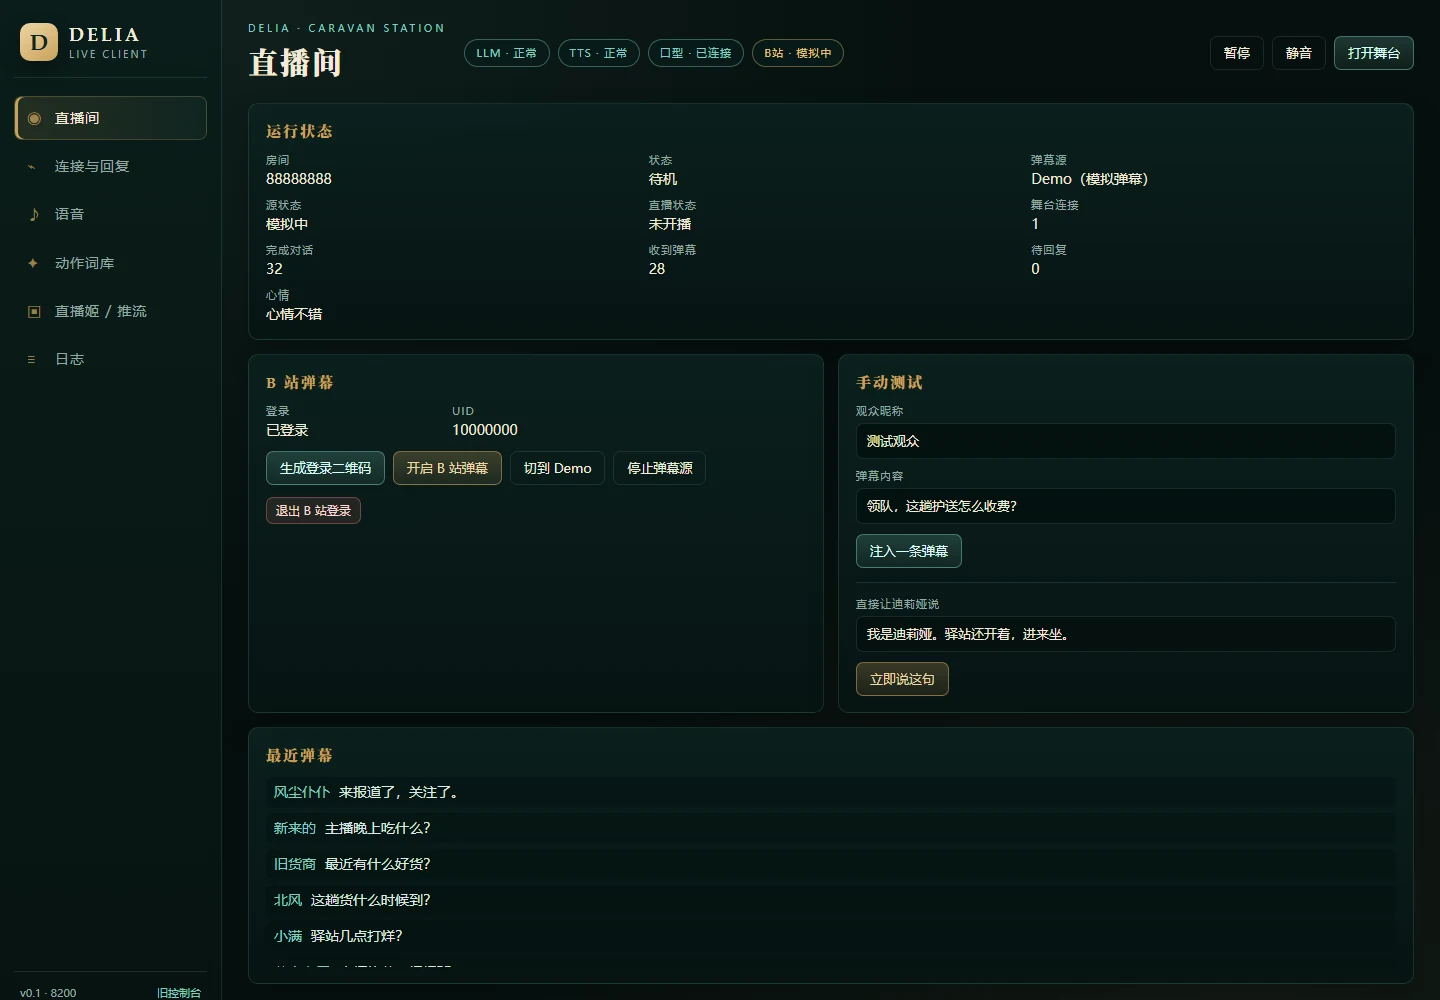 D DELIA
LIVE CLIENT
直播间
连接与回复
语音
动作词库
直播姬 / 推流
日志
v0.1 · 8200
旧控制台
DELIA · CARAVAN STATION
直播间
LLM · 正常
TTS · 正常
口型 · 已连接
B站 · 模拟中
暂停
静音
打开舞台
运行状态
房间
88888888
状态
待机
弹幕源
Demo（模拟弹幕）
源状态
模拟中
直播状态
未开播
舞台连接
1
完成对话
32
收到弹幕
28
待回复
0
心情
心情不错
B 站弹幕
登录
已登录
UID
10000000
生成登录二维码
开启 B 站弹幕
切到 Demo
停止弹幕源
退出 B 站登录
手动测试
观众昵称
测试观众
弹幕内容
领队，这趟护送怎么收费？
注入一条弹幕
直接让迪莉娅说
我是迪莉娅。驿站还开着，进来坐。
立即说这句
最近弹幕
风尘仆仆 来报道了，关注了。
新来的 主播晚上吃什么？
旧货商 最近有什么好货？
北风 这趟货什么时候到？
小满 驿站几点打烊？